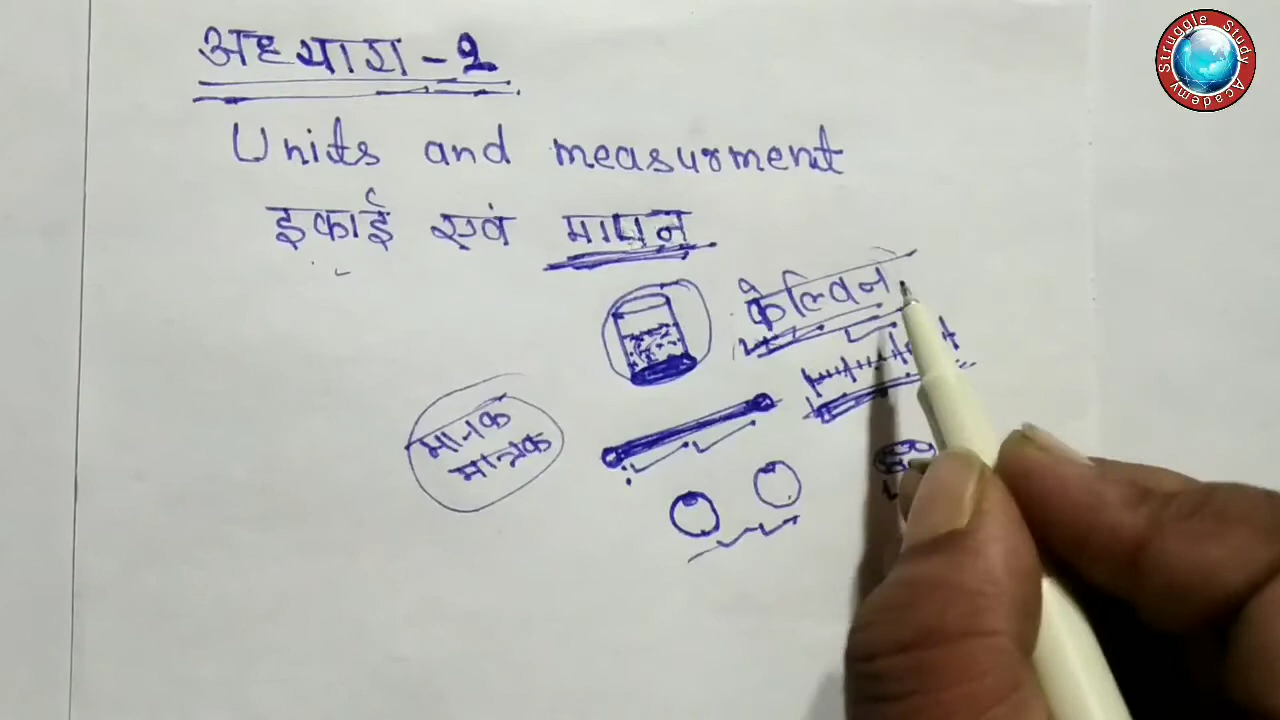 अध्याय - 2
Units and measurment
इकाई एवं मापन
केल्विन
मानक
मात्रक
Struggle Study Academy